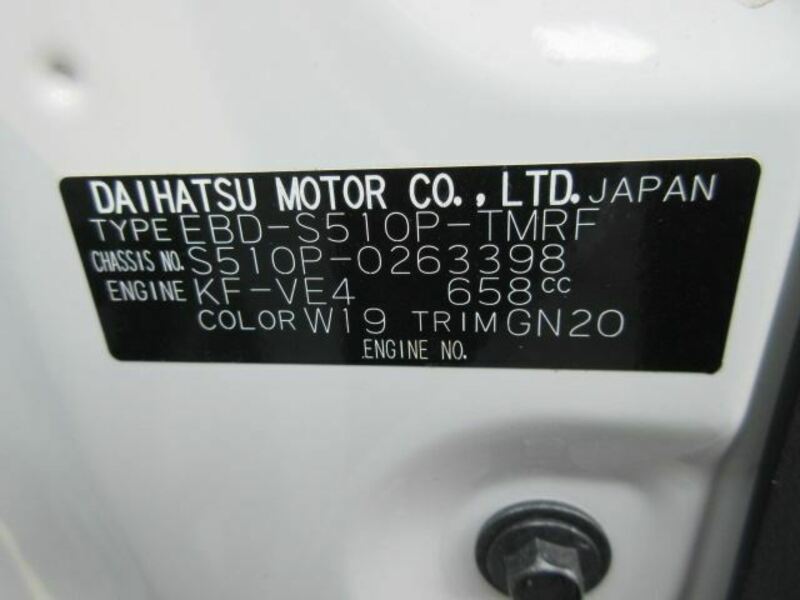 DAIHATSU MOTOR CO., LTD. JAPAN
TYPE EBD-S510P-TMRF
CHASSIS NO. S510P-0263398
ENGINE KF-VE4 658cc
COLOR W19 TRIM GN20
ENGINE NO.